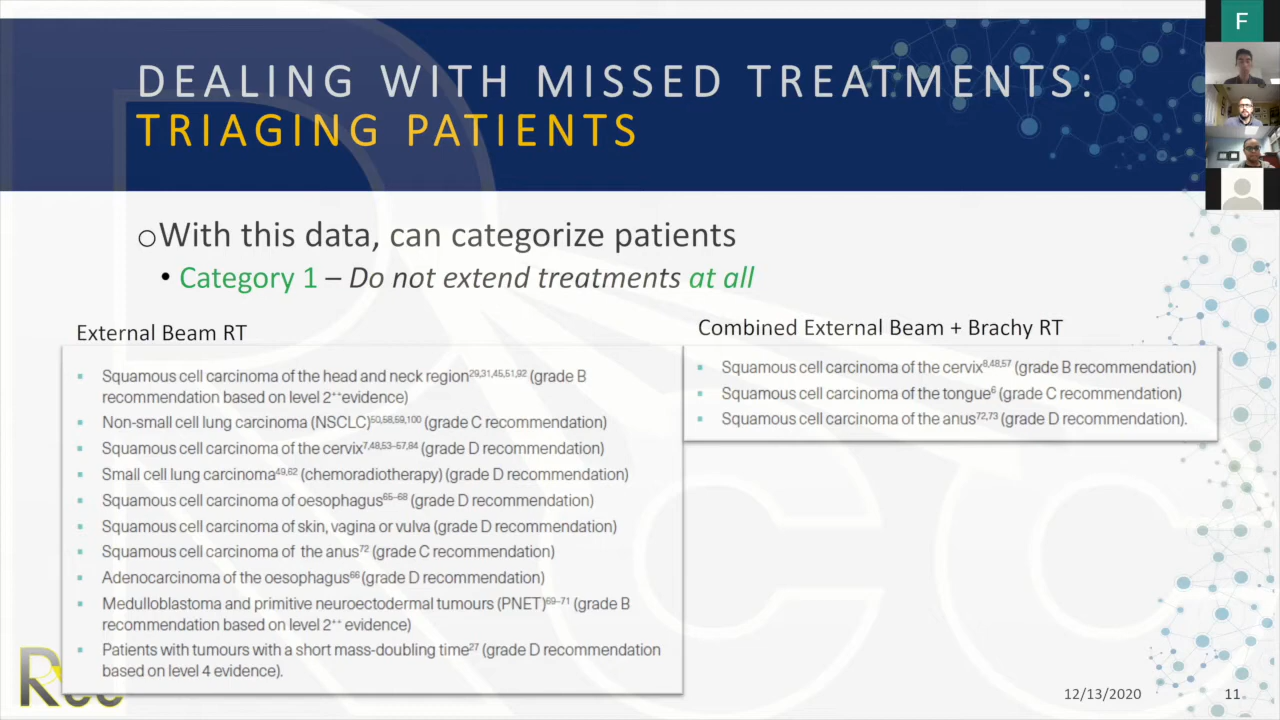 DEALING WITH MISSED TREATMENTS:
TRIAGING PATIENTS
F
oWith this data, can categorize patients
• Category 1 – Do not extend treatments at all
External Beam RT
▪ Squamous cell carcinoma of the head and neck region29,31,45,51,92 (grade B
recommendation based on level 2++evidence)
▪ Non-small cell lung carcinoma (NSCLC)50,58,59,100 (grade C recommendation)
▪ Squamous cell carcinoma of the cervix7,48,53–57,84 (grade D recommendation)
▪ Small cell lung carcinoma49,62 (chemoradiotherapy) (grade D recommendation)
▪ Squamous cell carcinoma of oesophagus65–68 (grade D recommendation)
▪ Squamous cell carcinoma of skin, vagina or vulva (grade D recommendation)
▪ Squamous cell carcinoma of the anus72 (grade C recommendation)
▪ Adenocarcinoma of the oesophagus66 (grade D recommendation)
▪ Medulloblastoma and primitive neuroectodermal tumours (PNET)69–71 (grade B
recommendation based on level 2++ evidence)
▪ Patients with tumours with a short mass-doubling time27 (grade D recommendation
based on level 4 evidence).
Combined External Beam + Brachy RT
▪ Squamous cell carcinoma of the cervix8,48,57 (grade B recommendation)
▪ Squamous cell carcinoma of the tongue6 (grade C recommendation)
▪ Squamous cell carcinoma of the anus72,73 (grade D recommendation).
12/13/2020
11